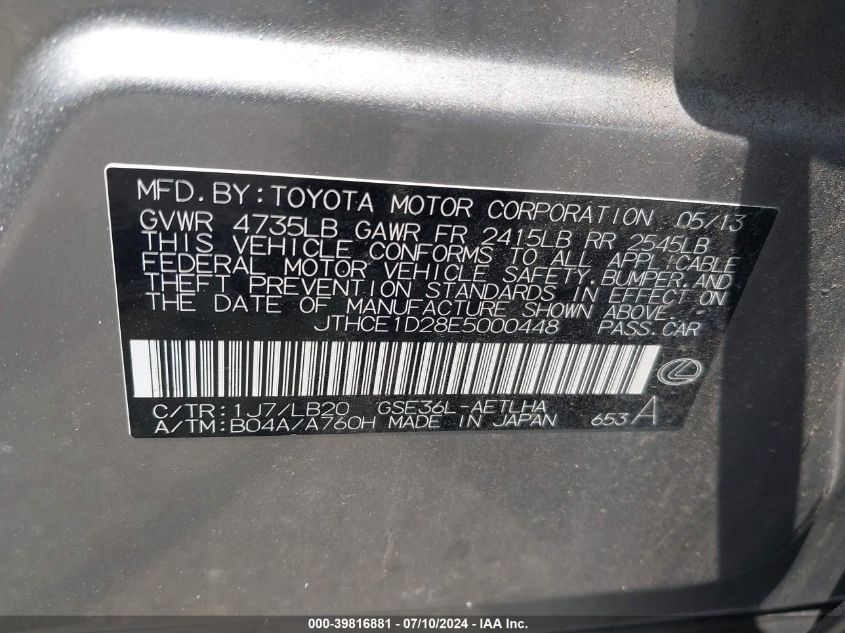 MFD. BY: TOYOTA MOTOR CORPORATION 05/13
GVWR 4735LB GAWR FR 2415LB RR 2545LB
THIS VEHICLE CONFORMS TO ALL APPLICABLE
FEDERAL MOTOR VEHICLE SAFETY, BUMPER, AND
THEFT PREVENTION STANDARDS IN EFFECT ON
THE DATE OF MANUFACTURE SHOWN ABOVE.
JTHCE1D28E5000448 PASS. CAR
C/TR: 1J7/LB20 GSE36L-AETLHA
A/TM: B04A/A760H MADE IN JAPAN 653 A
000-39816881 - 07/10/2024 - IAA Inc.